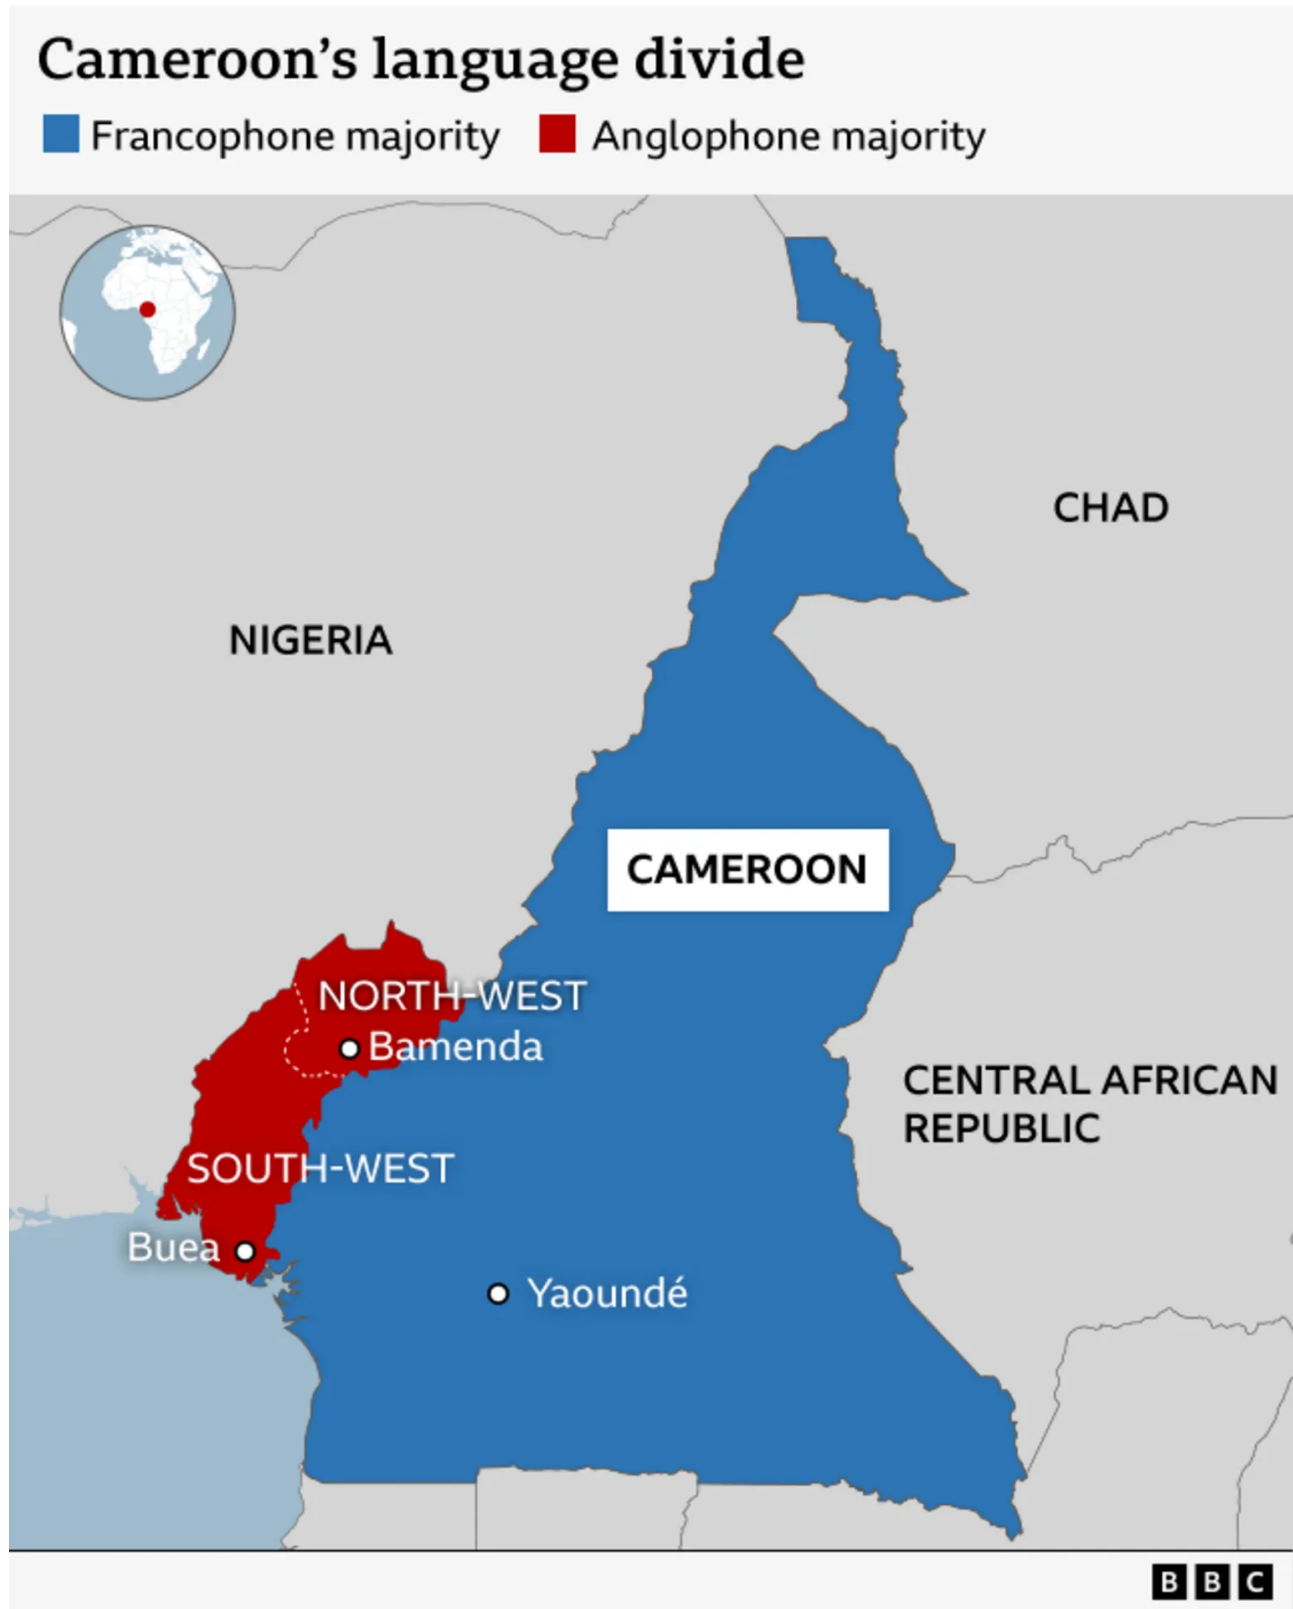 Cameroon’s language divide
Francophone majority Anglophone majority
CHAD
NIGERIA
CAMEROON
NORTH-WEST
Bamenda
CENTRAL AFRICAN
REPUBLIC
SOUTH-WEST
Buea
Yaoundé
BBC